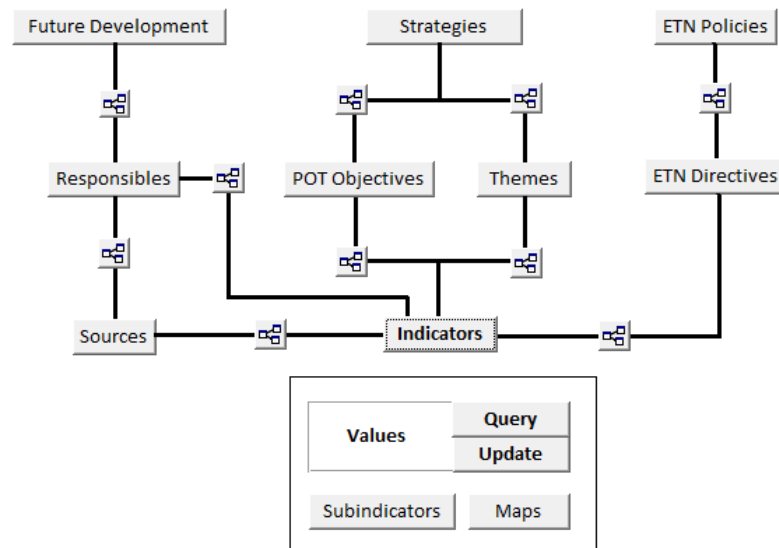 Future Development
Strategies
ETN Policies
Responsibles
POT Objectives
Themes
ETN Directives
Sources
Indicators
Values
Query
Update
Subindicators
Maps